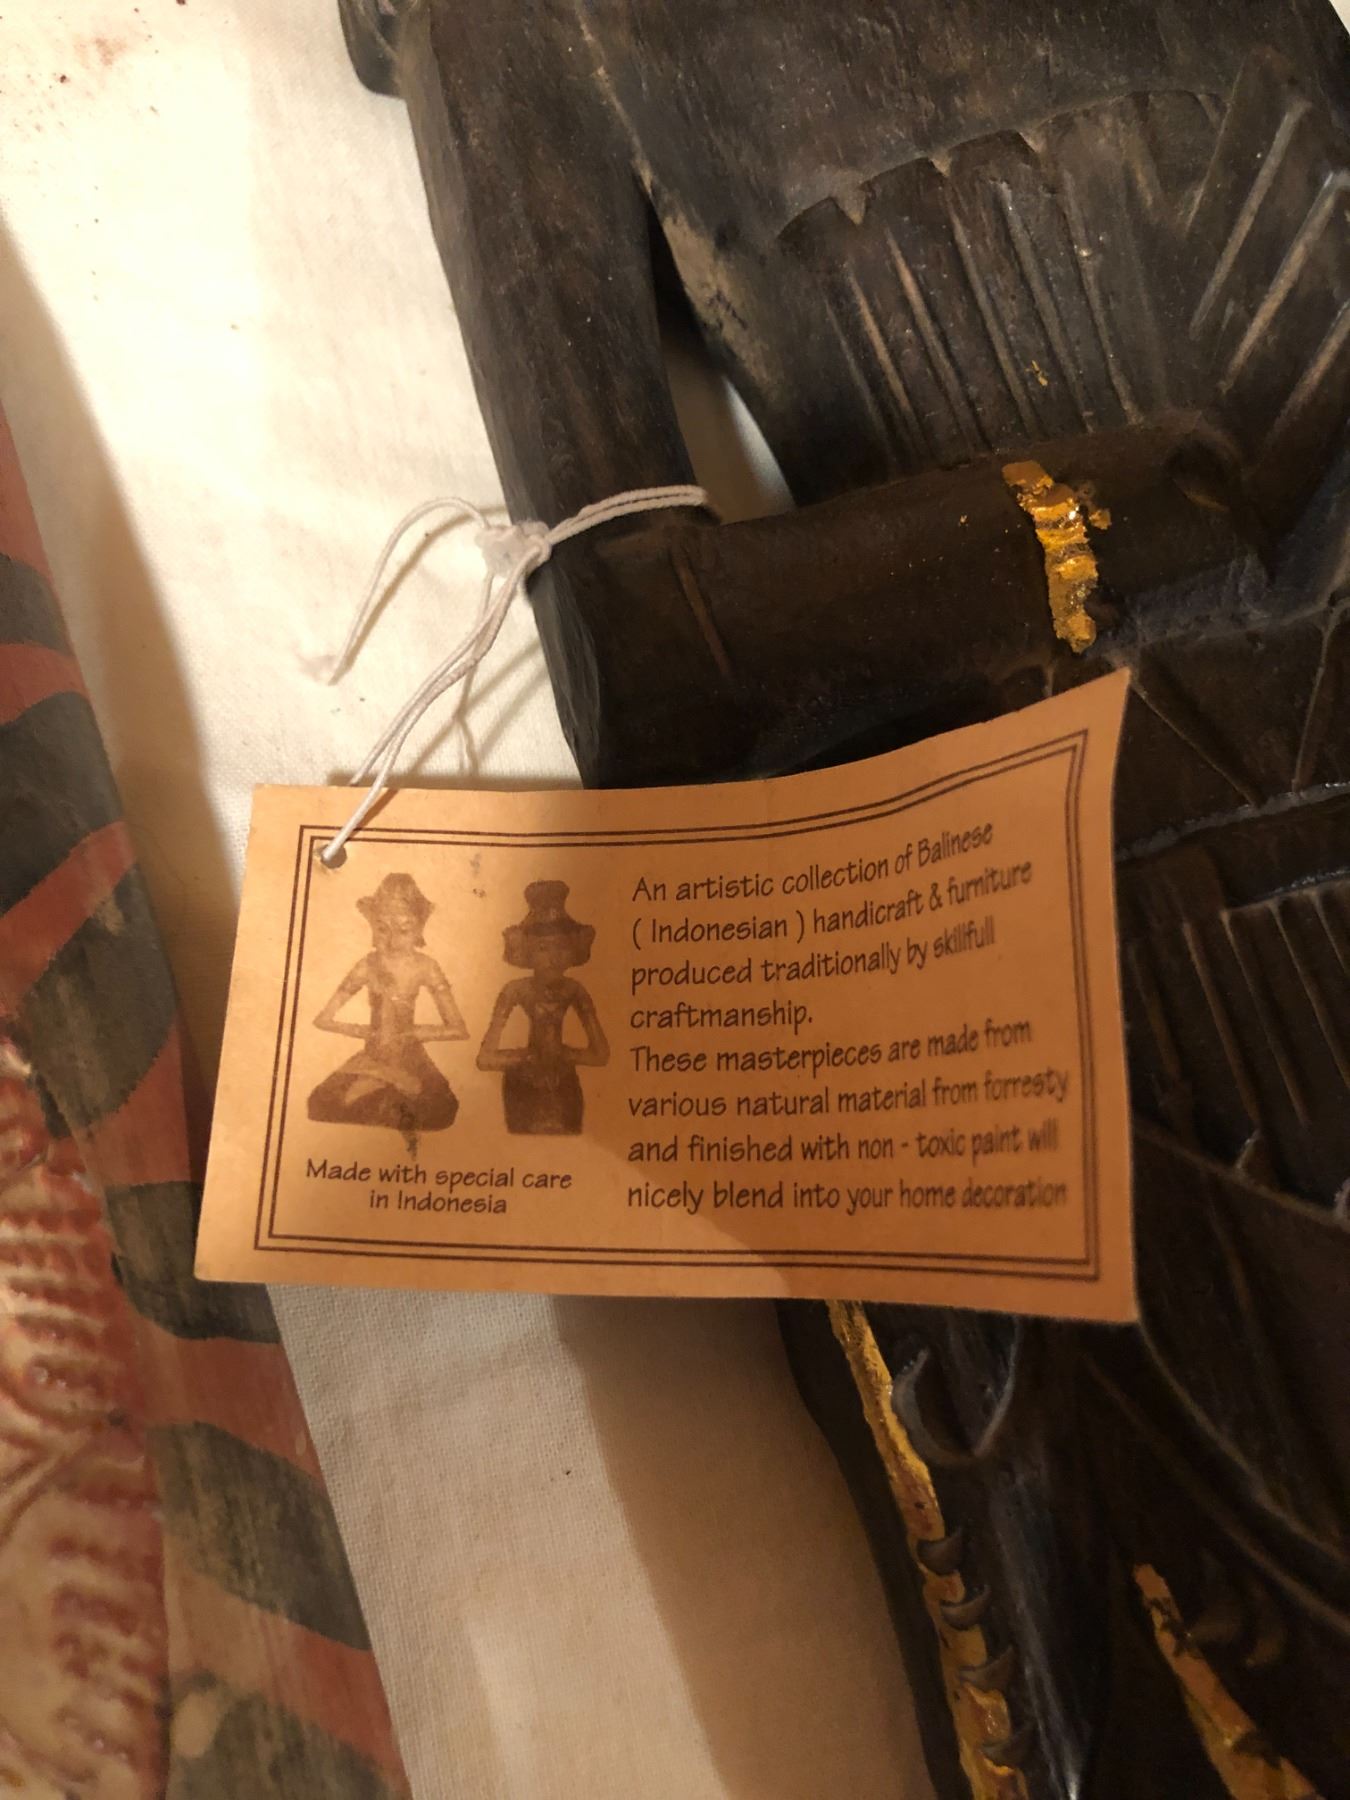 An artistic collection of Balinese
( Indonesian ) handicraft & furniture
produced traditionally by skillfull
craftmanship.
These masterpieces are made from
various natural material from forresty
and finished with non - toxic paint will
nicely blend into your home decoration
Made with special care
in Indonesia